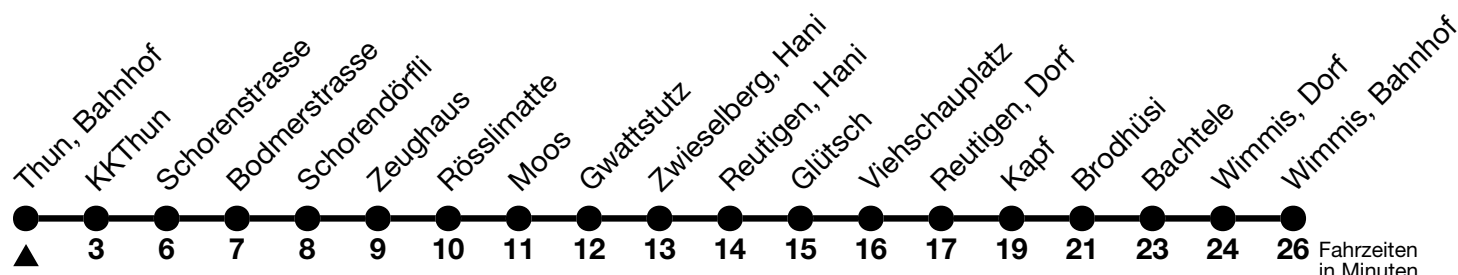 Thun, Bahnhof
KKThun
Schorenstrasse
Bodmerstrasse
Schorendörfli
Zeughaus
Rösslimatte
Moos
Gwattstutz
Zwieselberg, Hani
Reutigen, Hani
Glütsch
Viehschauplatz
Reutigen, Dorf
Kapf
Brodhüsi
Bachtele
Wimmis, Dorf
Wimmis, Bahnhof
3 6 7 8 9 10 11 12 13 14 15 16 17 19 21 23 24 26 Fahrzeiten
in Minuten